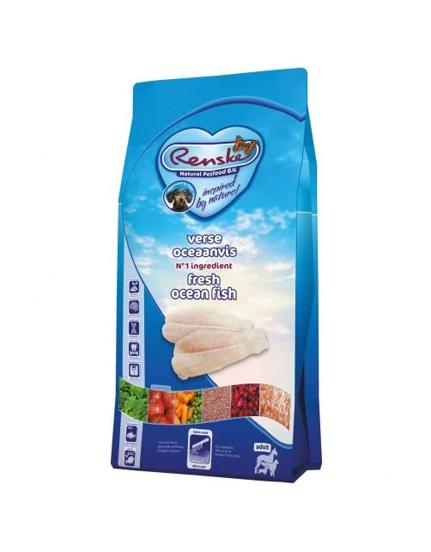 Renske
Natural Petfood B.V.
inspired
by nature!
verse
oceaanvis
N°1 ingredient
fresh
ocean fish
adult